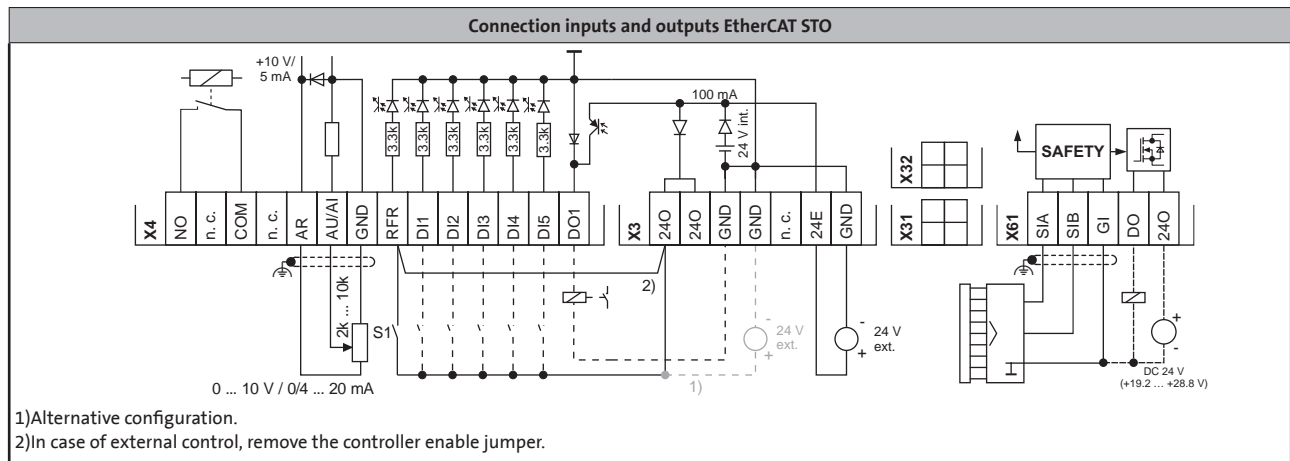 Connection inputs and outputs EtherCAT STO
+10 V/
5 mA
100 mA
3.3k
3.3k
3.3k
3.3k
3.3k
3.3k
24 V int.
X32
SAFETY
X4
NO
n. c.
COM
n. c.
AR
AU/AI
GND
RFR
DI1
DI2
DI3
DI4
DI5
DO1
X3
24O
24O
GND
GND
n. c.
24E
GND
X31
X61
SIA
SIB
GI
DO
24O
2)
2k ... 10k
S1
-
24 V
ext.
+
-
24 V
ext.
+
+
-
DC 24 V
(+19.2 ... +28.8 V)
0 ... 10 V / 0/4 ... 20 mA
1)
1)Alternative configuration.
2)In case of external control, remove the controller enable jumper.